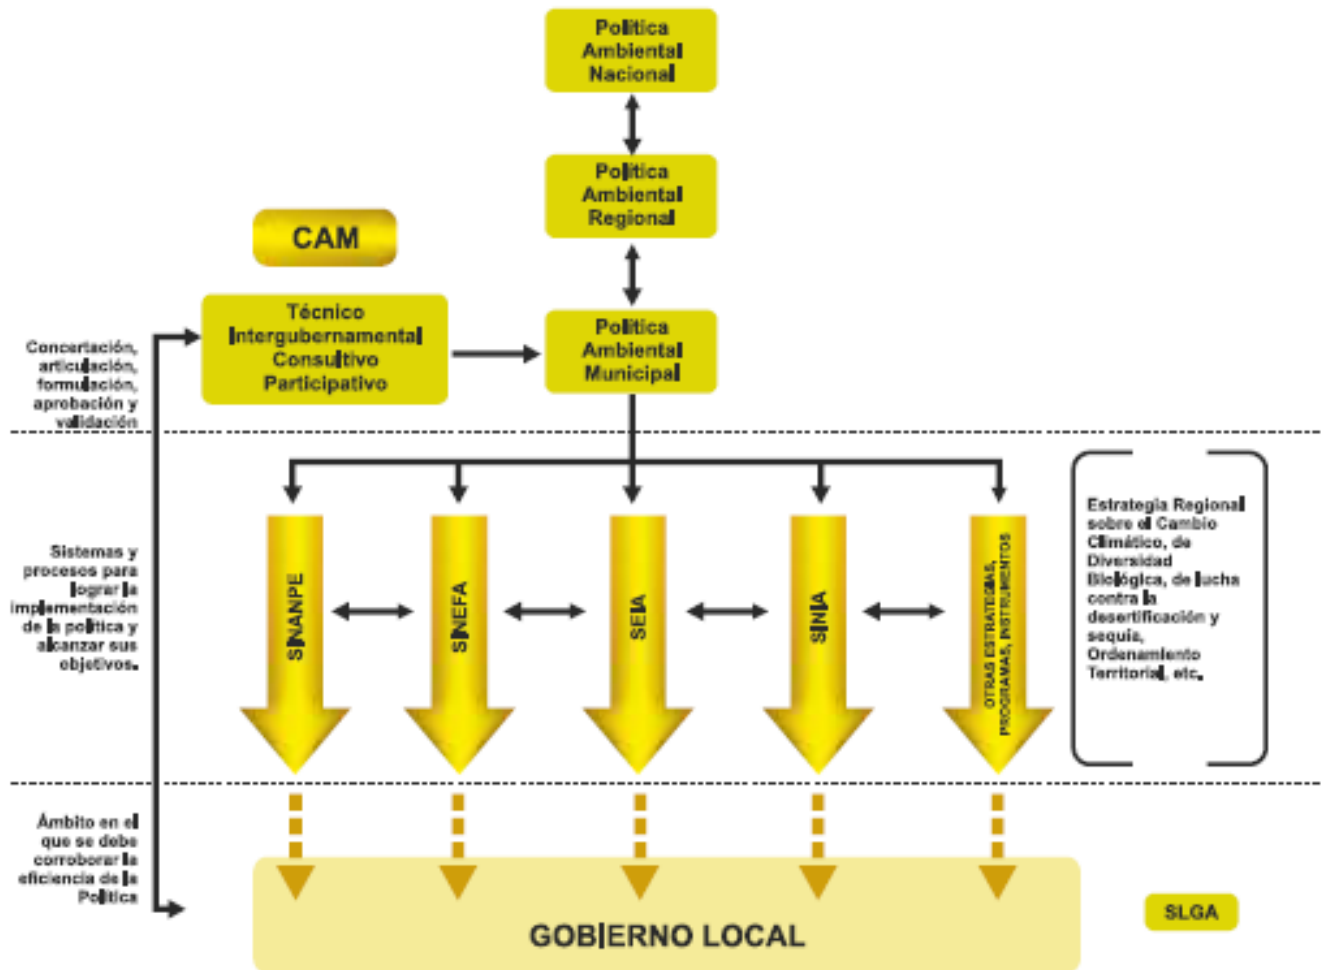 Política
Ambiental
Nacional
Política
Ambiental
Regional
CAM
Técnico
Intergubernamental
Consultivo
Participativo
Política
Ambiental
Municipal
Concertación,
articulación,
formulación,
aprobación y
validación
Sistemas y
procesos para
lograr la
implementación
de la política y
alcanzar sus
objetivos.
SINANPE
SINEFA
SEIA
SINIA
OTRAS ESTRATEGIAS,
PROGRAMAS, INSTRUMENTOS
Estrategia Regional
sobre el Cambio
Climático, de
Diversidad
Biológica, de lucha
contra la
desertificación y
sequia,
Ordenamiento
Territorial, etc.
Ámbito en el
que se debe
corroborar la
eficiencia de la
Política
GOBIERNO LOCAL
SLGA